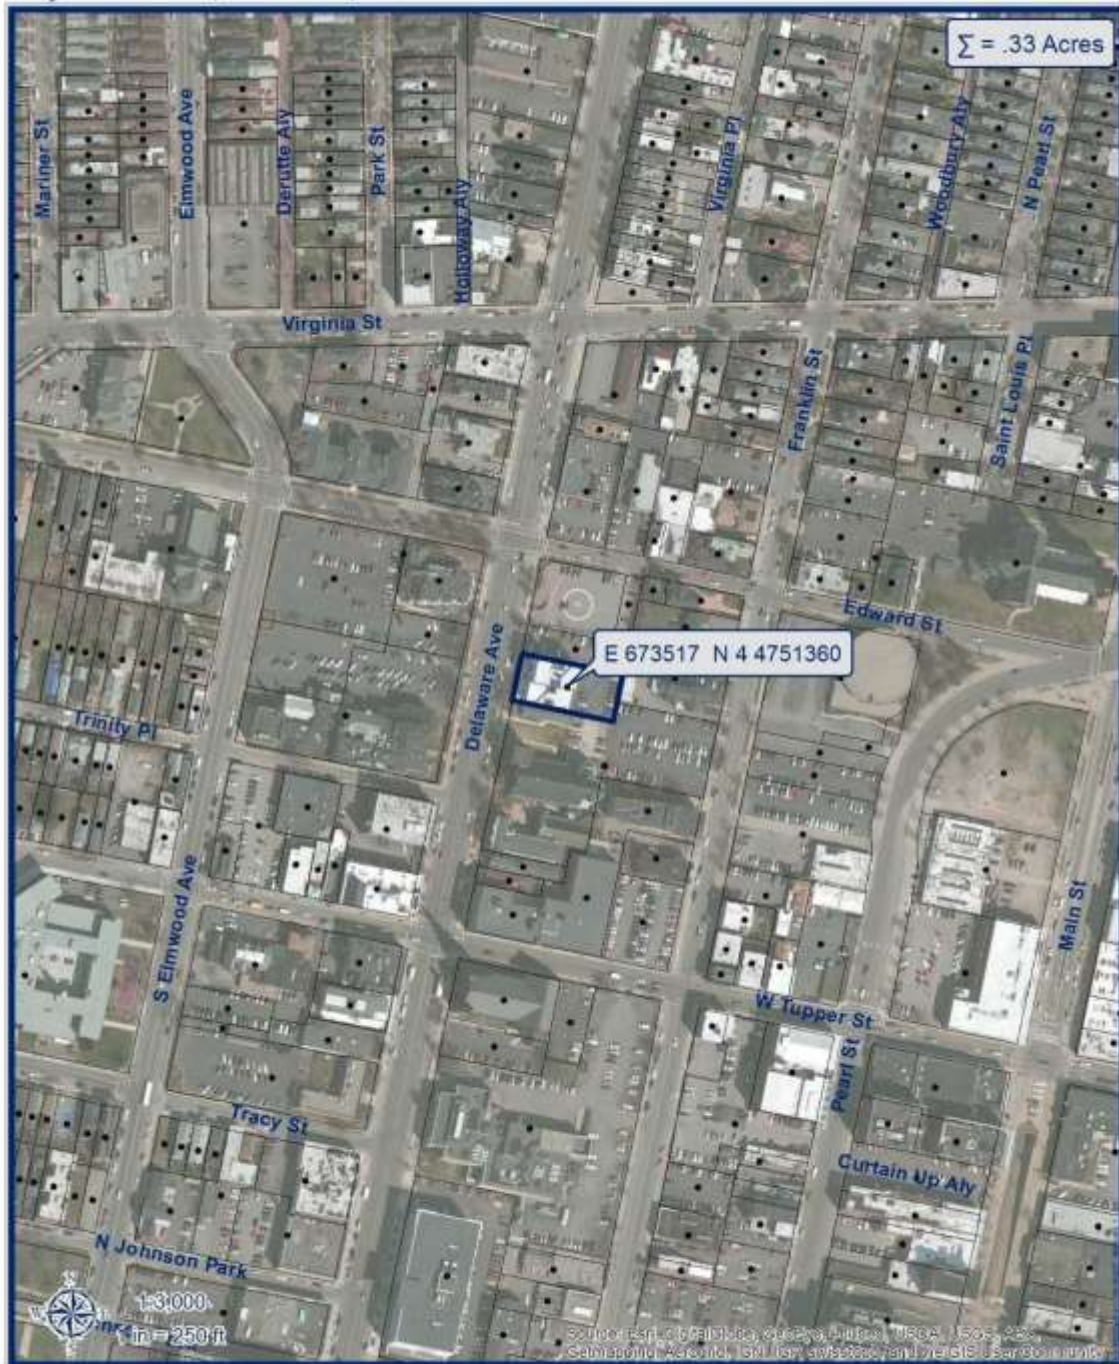 Σ = .33 Acres
Mariner St
Elmwood Ave
Derutte Aly
Park St
Holloway Aly
Virginia Pl
Woodbury Aly
N Pearl St
Virginia St
Franklin St
Saint Louis Pl
Edward St
E 673517 N 4 4751360
Delaware Ave
Trinity Pl
S Elmwood Ave
Main St
W Tupper St
Pearl St
Tracy St
Curtain Up Aly
N Johnson Park
1:3,000
1 in = 250 ft